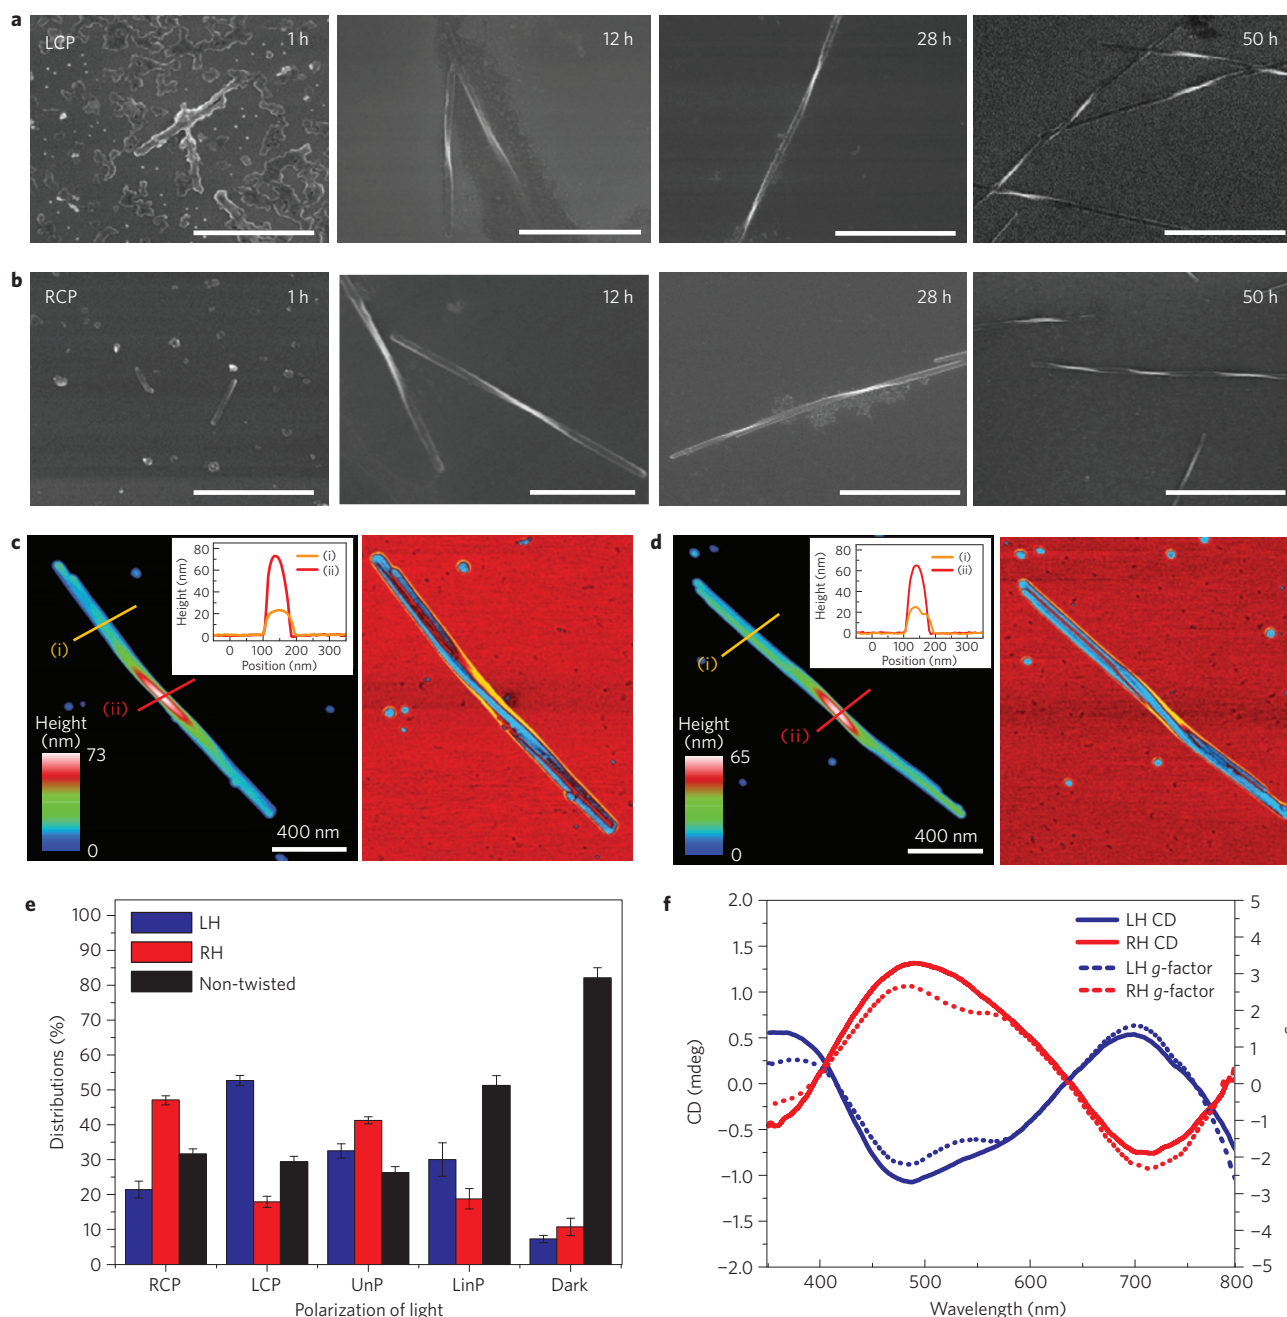 a
LCP
1 h
12 h
28 h
50 h
b
RCP
1 h
12 h
28 h
50 h
c
(i)
(ii)
Height
(nm)
73
0
400 nm
Height (nm)
80
60
40
20
0
(i)
(ii)
0 100 200 300
Position (nm)
d
(i)
(ii)
Height
(nm)
65
0
400 nm
Height (nm)
80
60
40
20
0
(i)
(ii)
0 100 200 300
Position (nm)
e
Distributions (%)
100
90
80
70
60
50
40
30
20
10
0
LH
RH
Non-twisted
RCP LCP UnP LinP Dark
Polarization of light
f
CD (mdeg)
2.0
1.5
1.0
0.5
0.0
−0.5
−1.0
−1.5
−2.0
LH CD
RH CD
LH g-factor
RH g-factor
5
4
3
2
1
0
−1
−2
−3
−4
−5
400 500 600 700 800
Wavelength (nm)